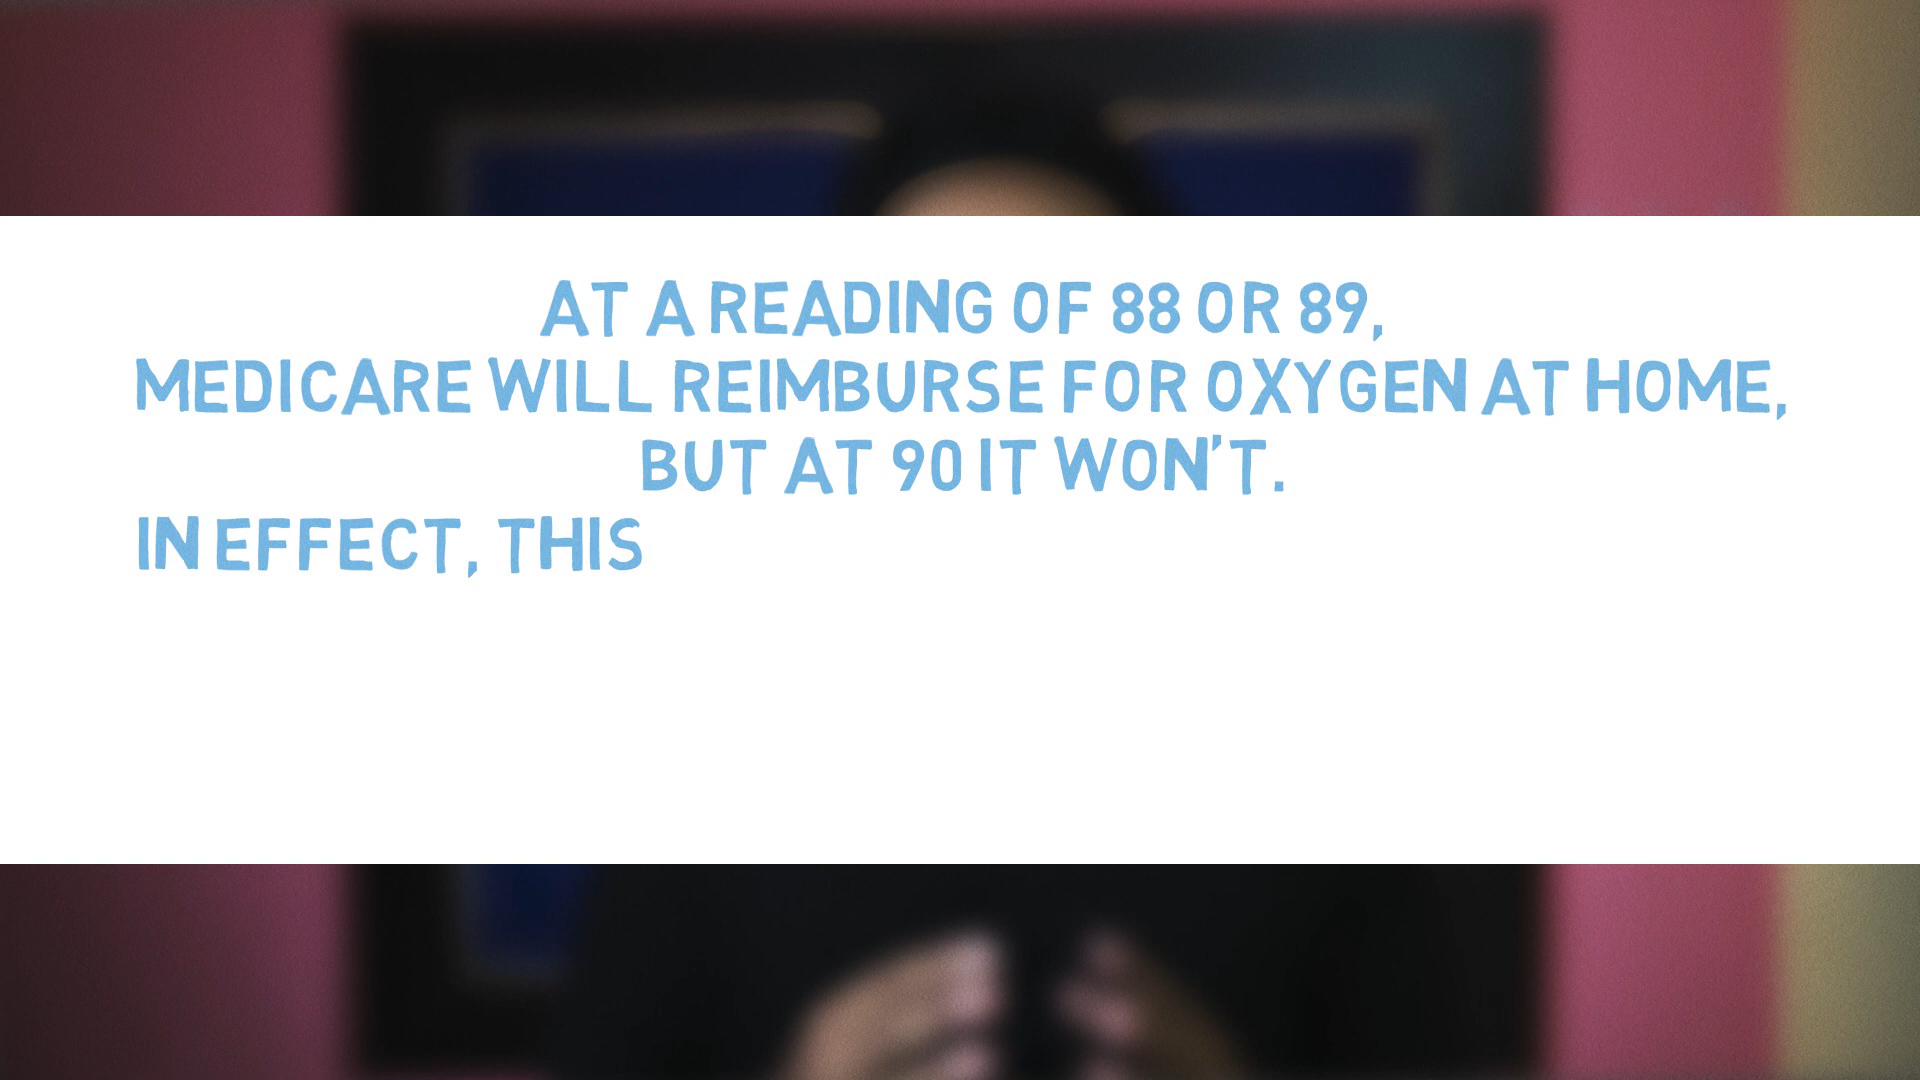 AT A READING OF 88 OR 89,
MEDICARE WILL REIMBURSE FOR OXYGEN AT HOME,
BUT AT 90 IT WON'T.
IN EFFECT, THIS